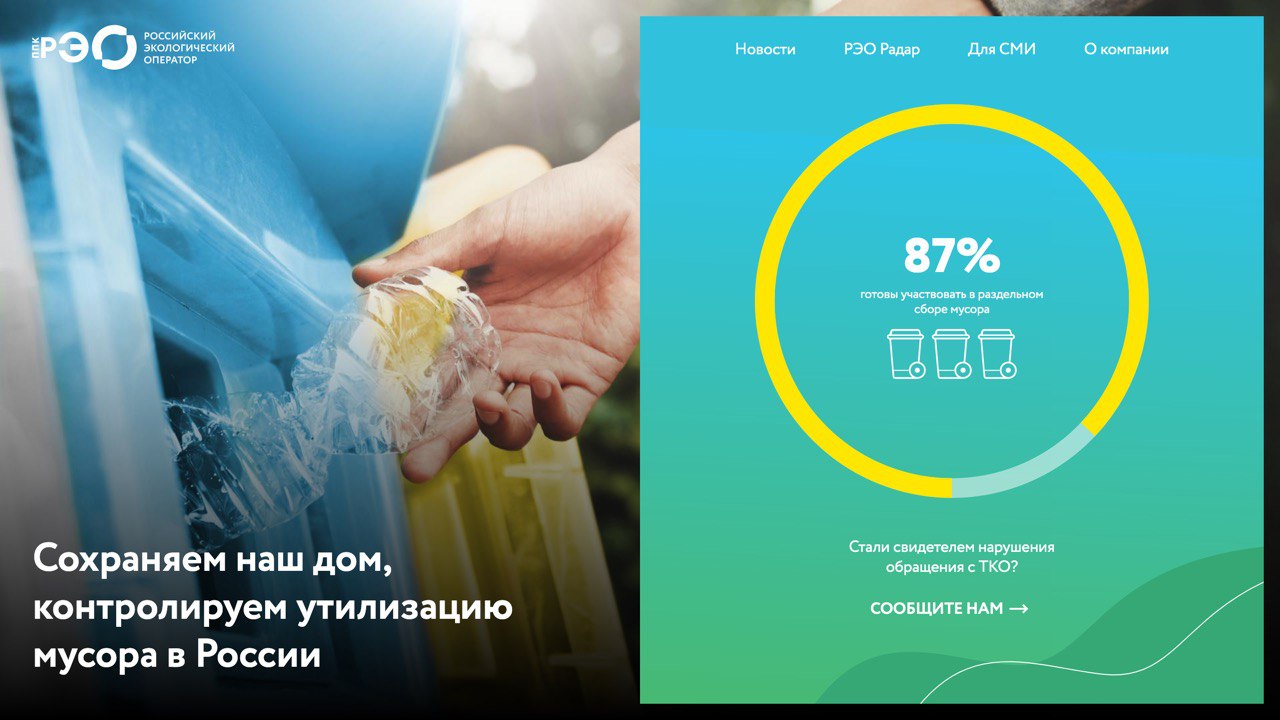 ППК РЭО
РОССИЙСКИЙ
ЭКОЛОГИЧЕСКИЙ
ОПЕРАТОР
Сохраняем наш дом,
контролируем утилизацию
мусора в России
Новости РЭО Радар Для СМИ О компании
87%
готовы участвовать в раздельном
сборе мусора
Стали свидетелем нарушения
обращения с ТКО?
СООБЩИТЕ НАМ →